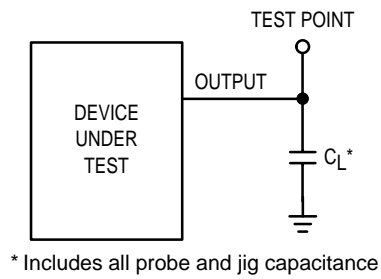 TEST POINT
OUTPUT
DEVICE
UNDER
TEST
CL*
* Includes all probe and jig capacitance